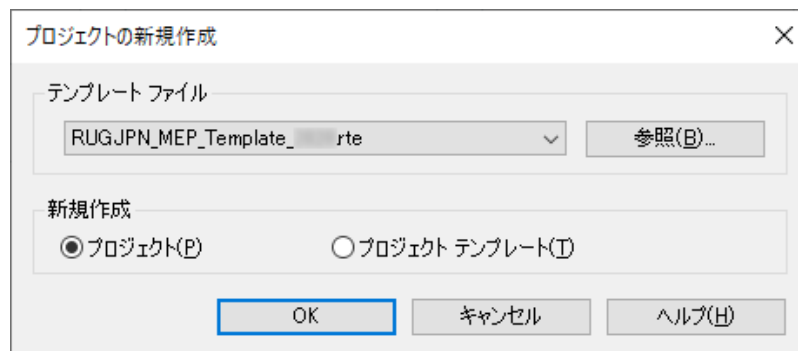 プロジェクトの新規作成
テンプレート ファイル
RUGJPN_MEP_Template_ rte
参照(B)...
新規作成
プロジェクト(P)
プロジェクト テンプレート(T)
OK
キャンセル
ヘルプ(H)